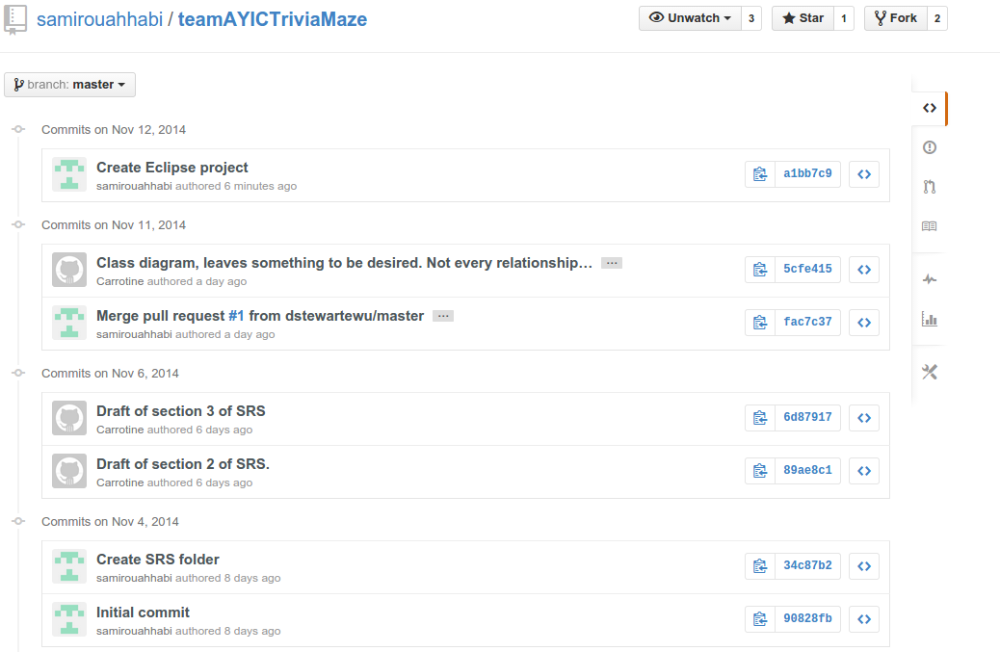 samirouahhabi / teamAYICTriviaMaze
Unwatch 3 Star 1 Fork 2
branch: master
Commits on Nov 12, 2014
Create Eclipse project
samirouahhabi authored 6 minutes ago
a1bb7c9
Commits on Nov 11, 2014
Class diagram, leaves something to be desired. Not every relationship… …
Carrotine authored a day ago
5cfe415
Merge pull request #1 from dstewartewu/master …
samirouahhabi authored a day ago
fac7c37
Commits on Nov 6, 2014
Draft of section 3 of SRS
Carrotine authored 6 days ago
6d87917
Draft of section 2 of SRS.
Carrotine authored 6 days ago
89ae8c1
Commits on Nov 4, 2014
Create SRS folder
samirouahhabi authored 8 days ago
34c87b2
Initial commit
samirouahhabi authored 8 days ago
90828fb